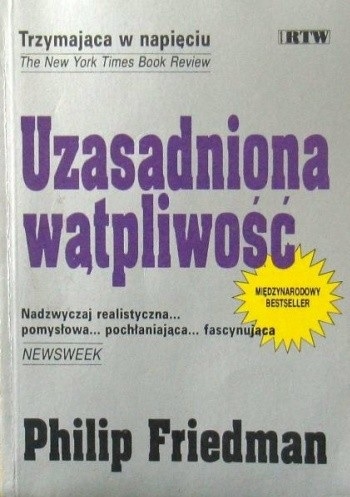 Trzymająca w napięciu
The New York Times Book Review
RTW
Uzasadniona
wątpliwość
MIĘDZYNARODOWY
BESTSELLER
Nadzwyczaj realistyczna...
pomysłowa... pochłaniająca... fascynująca
NEWSWEEK
Philip Friedman